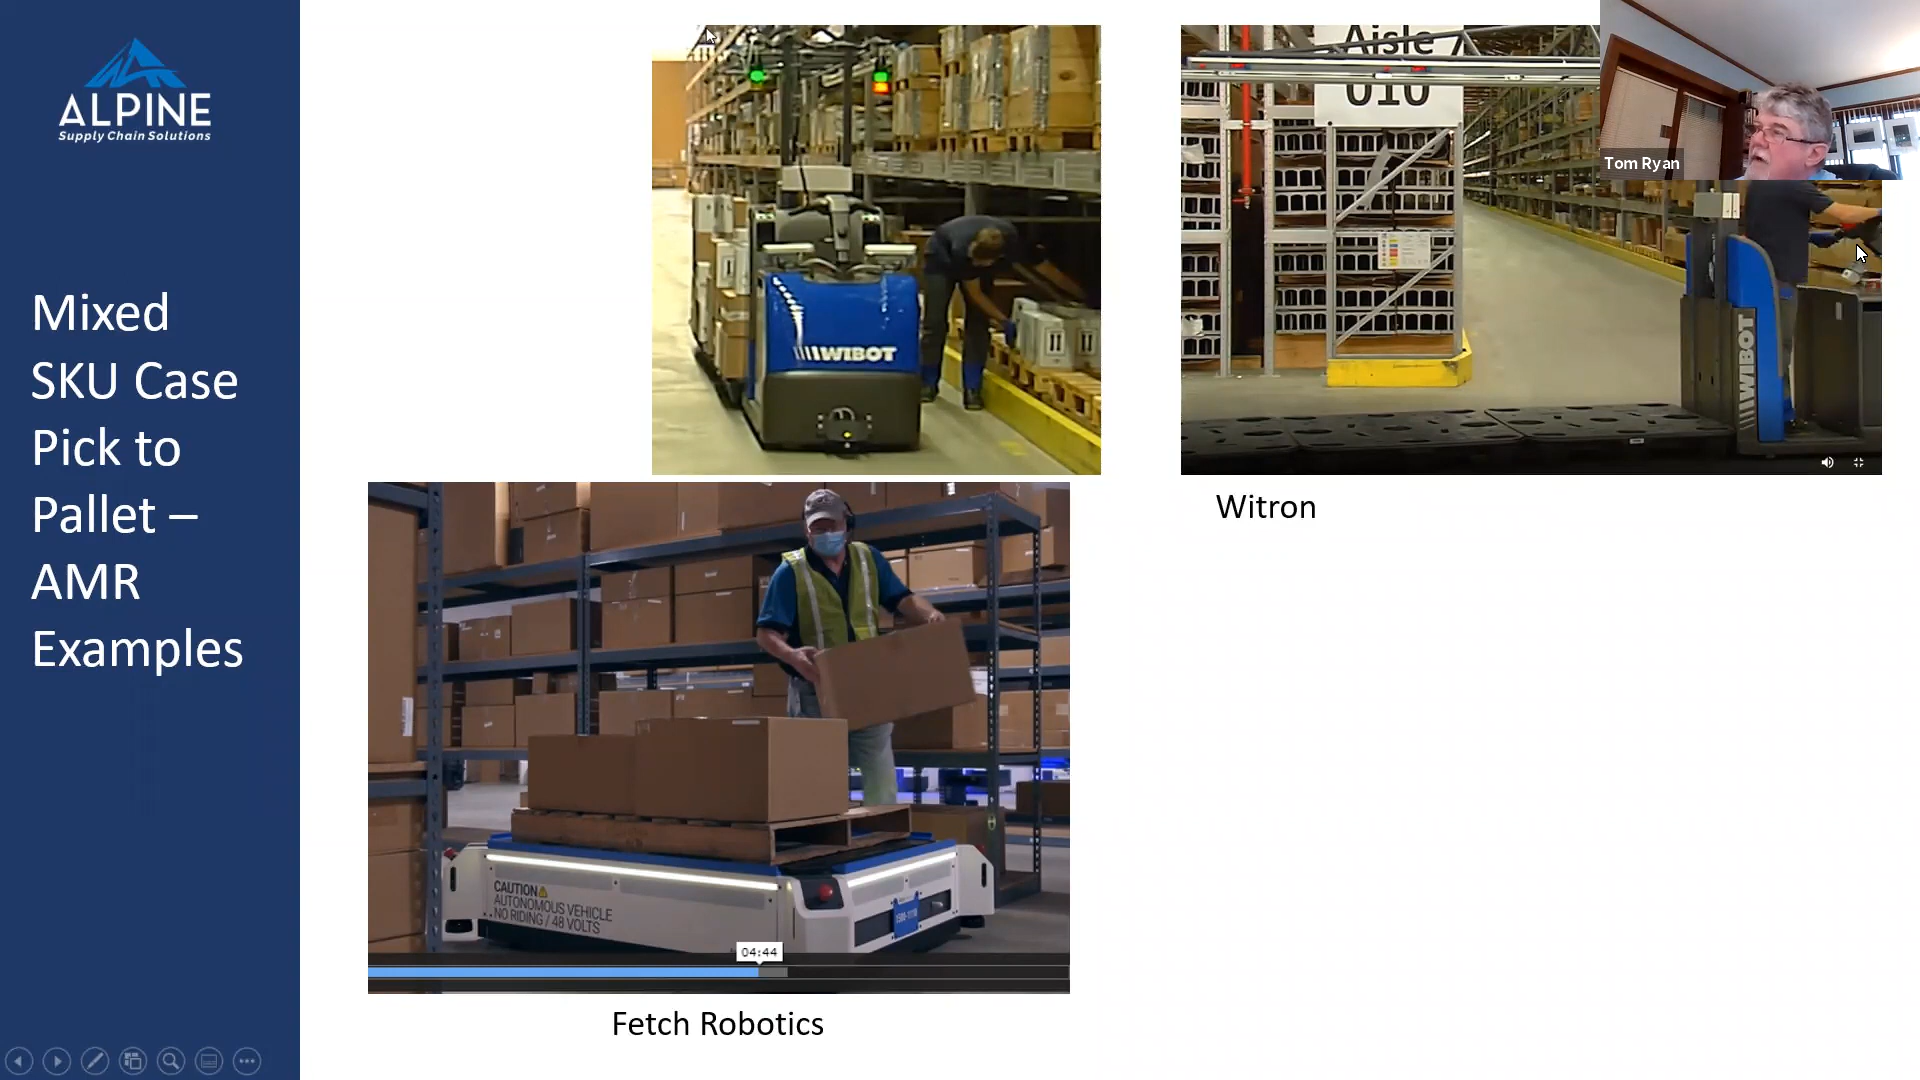 ALPINE
Supply Chain Solutions
Mixed
SKU Case
Pick to
Pallet –
AMR
Examples
WIBOT
Aisle
010
WIBOT
Tom Ryan
Witron
CAUTION
AUTONOMOUS VEHICLE
NO RIDING / 48 VOLTS
04:44
Fetch Robotics